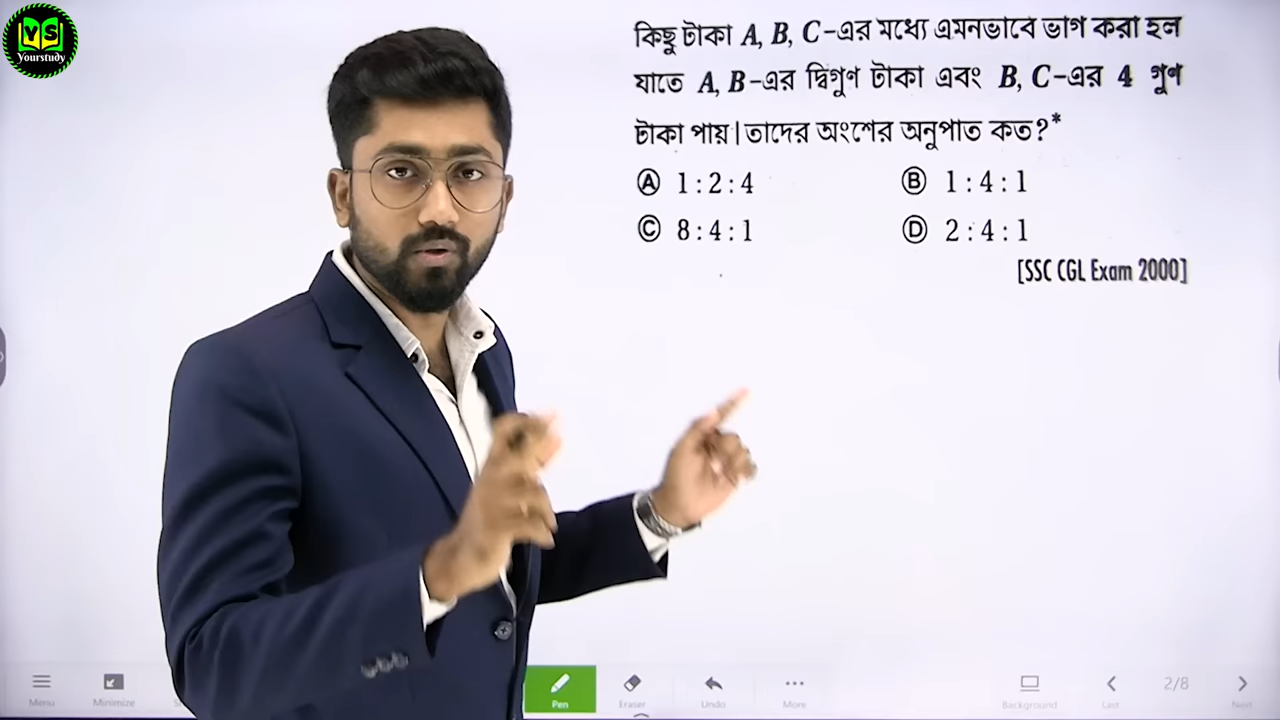 YS
Yourstudy
কিছু টাকা A, B, C-এর মধ্যে এমনভাবে ভাগ করা হল
যাতে A, B-এর দ্বিগুণ টাকা এবং B, C-এর 4 গুণ
টাকা পায়। তাদের অংশের অনুপাত কত?*
Ⓐ 1 : 2 : 4 Ⓑ 1 : 4 : 1
Ⓒ 8 : 4 : 1 Ⓓ 2 : 4 : 1
[SSC CGL Exam 2000]
Menu Minimize Pen Eraser Undo More Background Last 2/8 Next